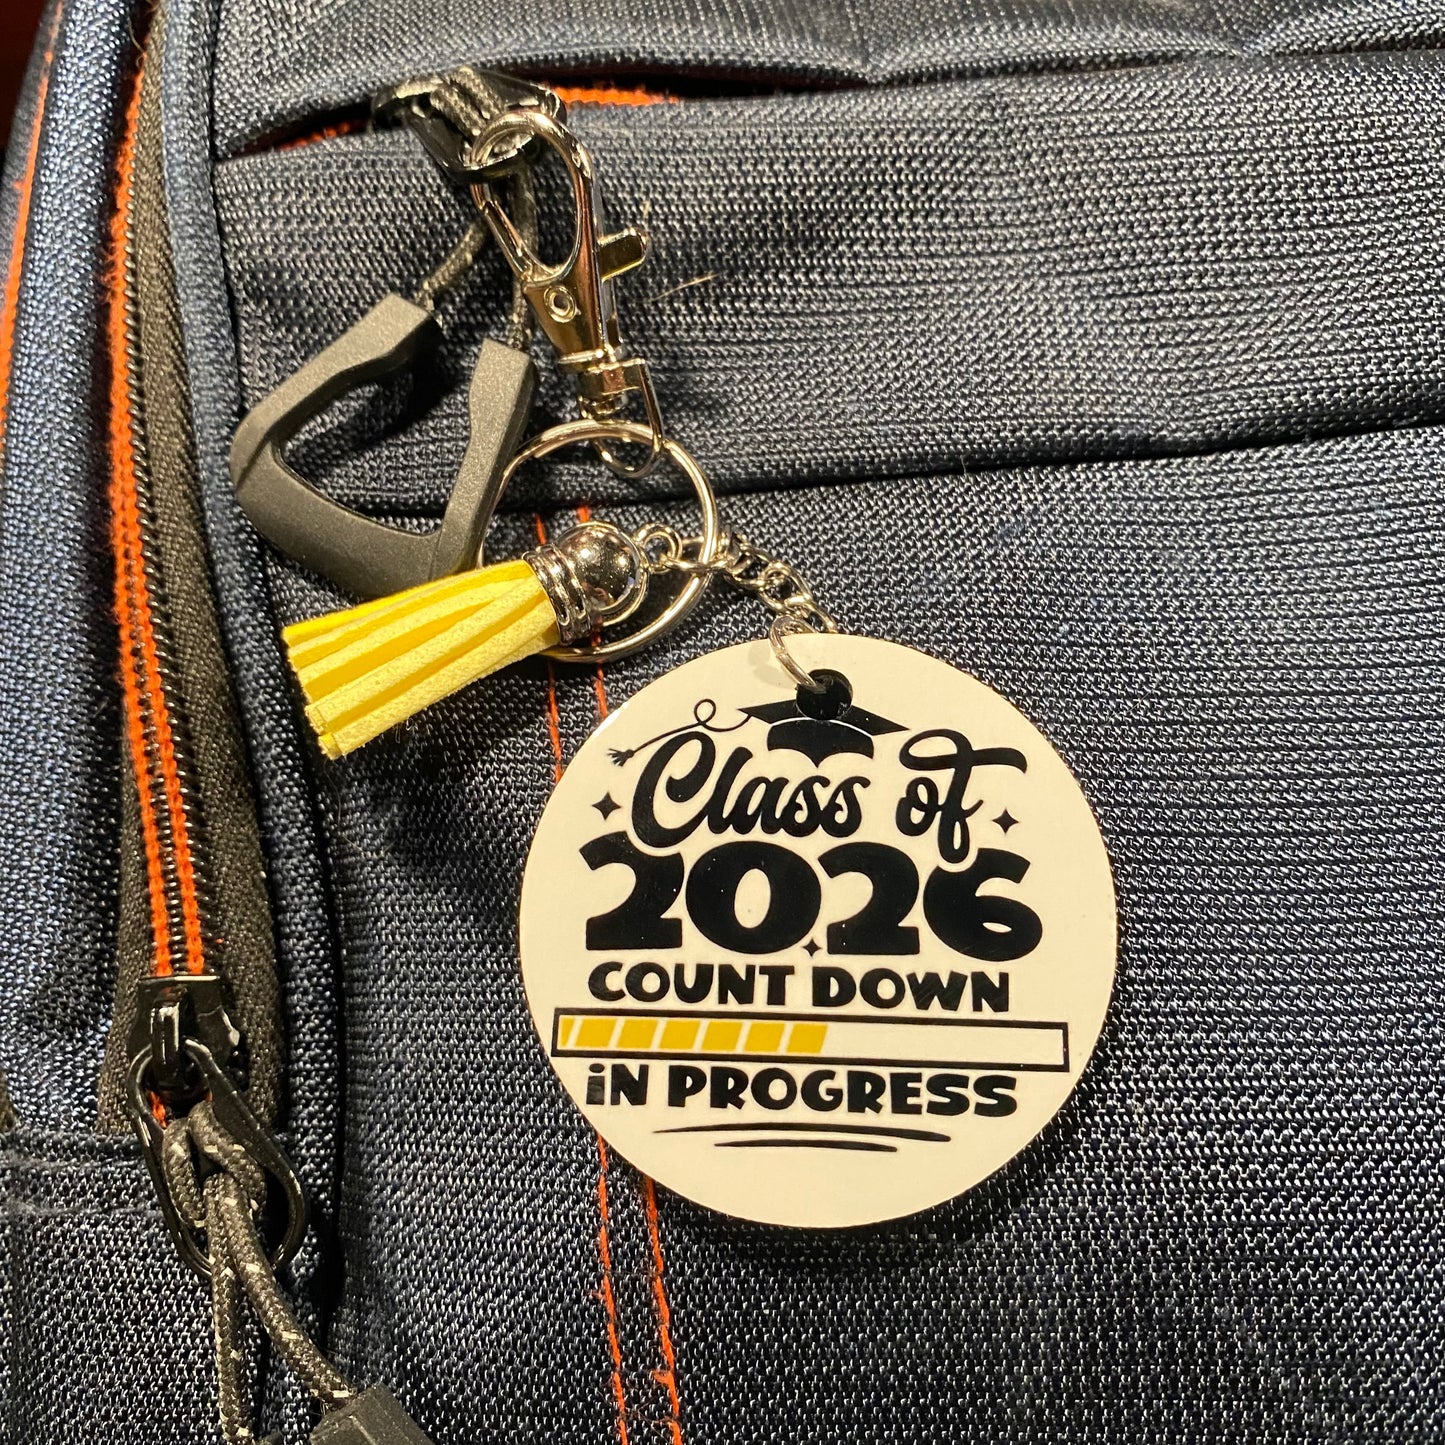 Class of
2026
COUNT DOWN
iN PROGRESS